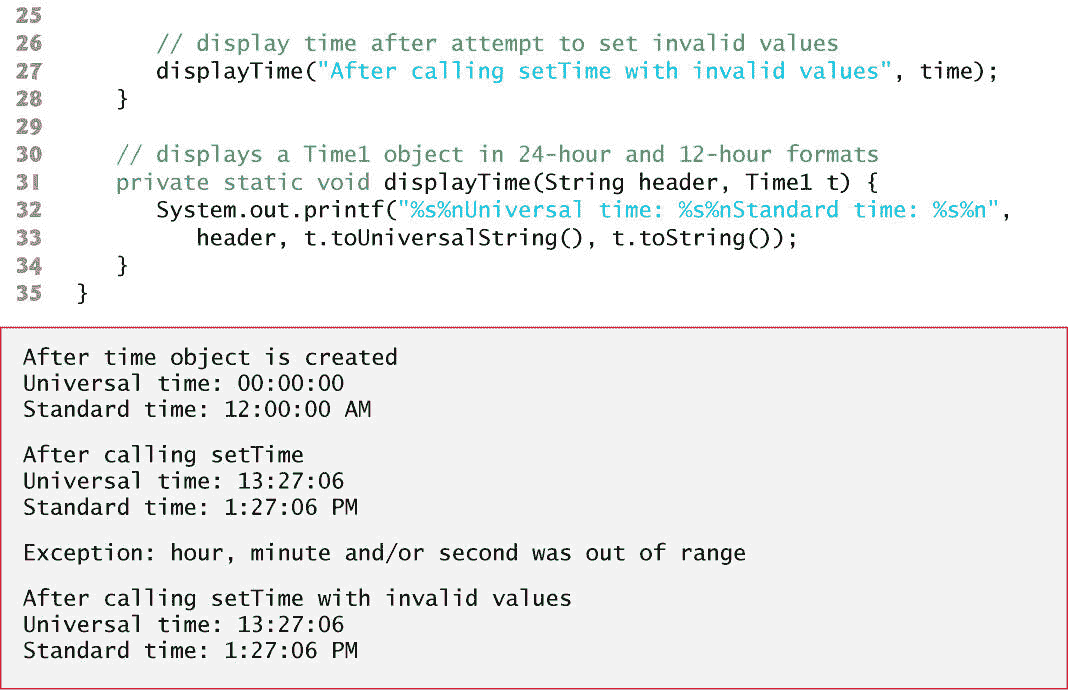 25
26 // display time after attempt to set invalid values
27 displayTime("After calling setTime with invalid values", time);
28 }
29
30 // displays a Time1 object in 24-hour and 12-hour formats
31 private static void displayTime(String header, Time1 t) {
32 System.out.printf("%s%nUniversal time: %s%nStandard time: %s%n",
33 header, t.toUniversalString(), t.toString());
34 }
35 }
After time object is created
Universal time: 00:00:00
Standard time: 12:00:00 AM
After calling setTime
Universal time: 13:27:06
Standard time: 1:27:06 PM
Exception: hour, minute and/or second was out of range
After calling setTime with invalid values
Universal time: 13:27:06
Standard time: 1:27:06 PM